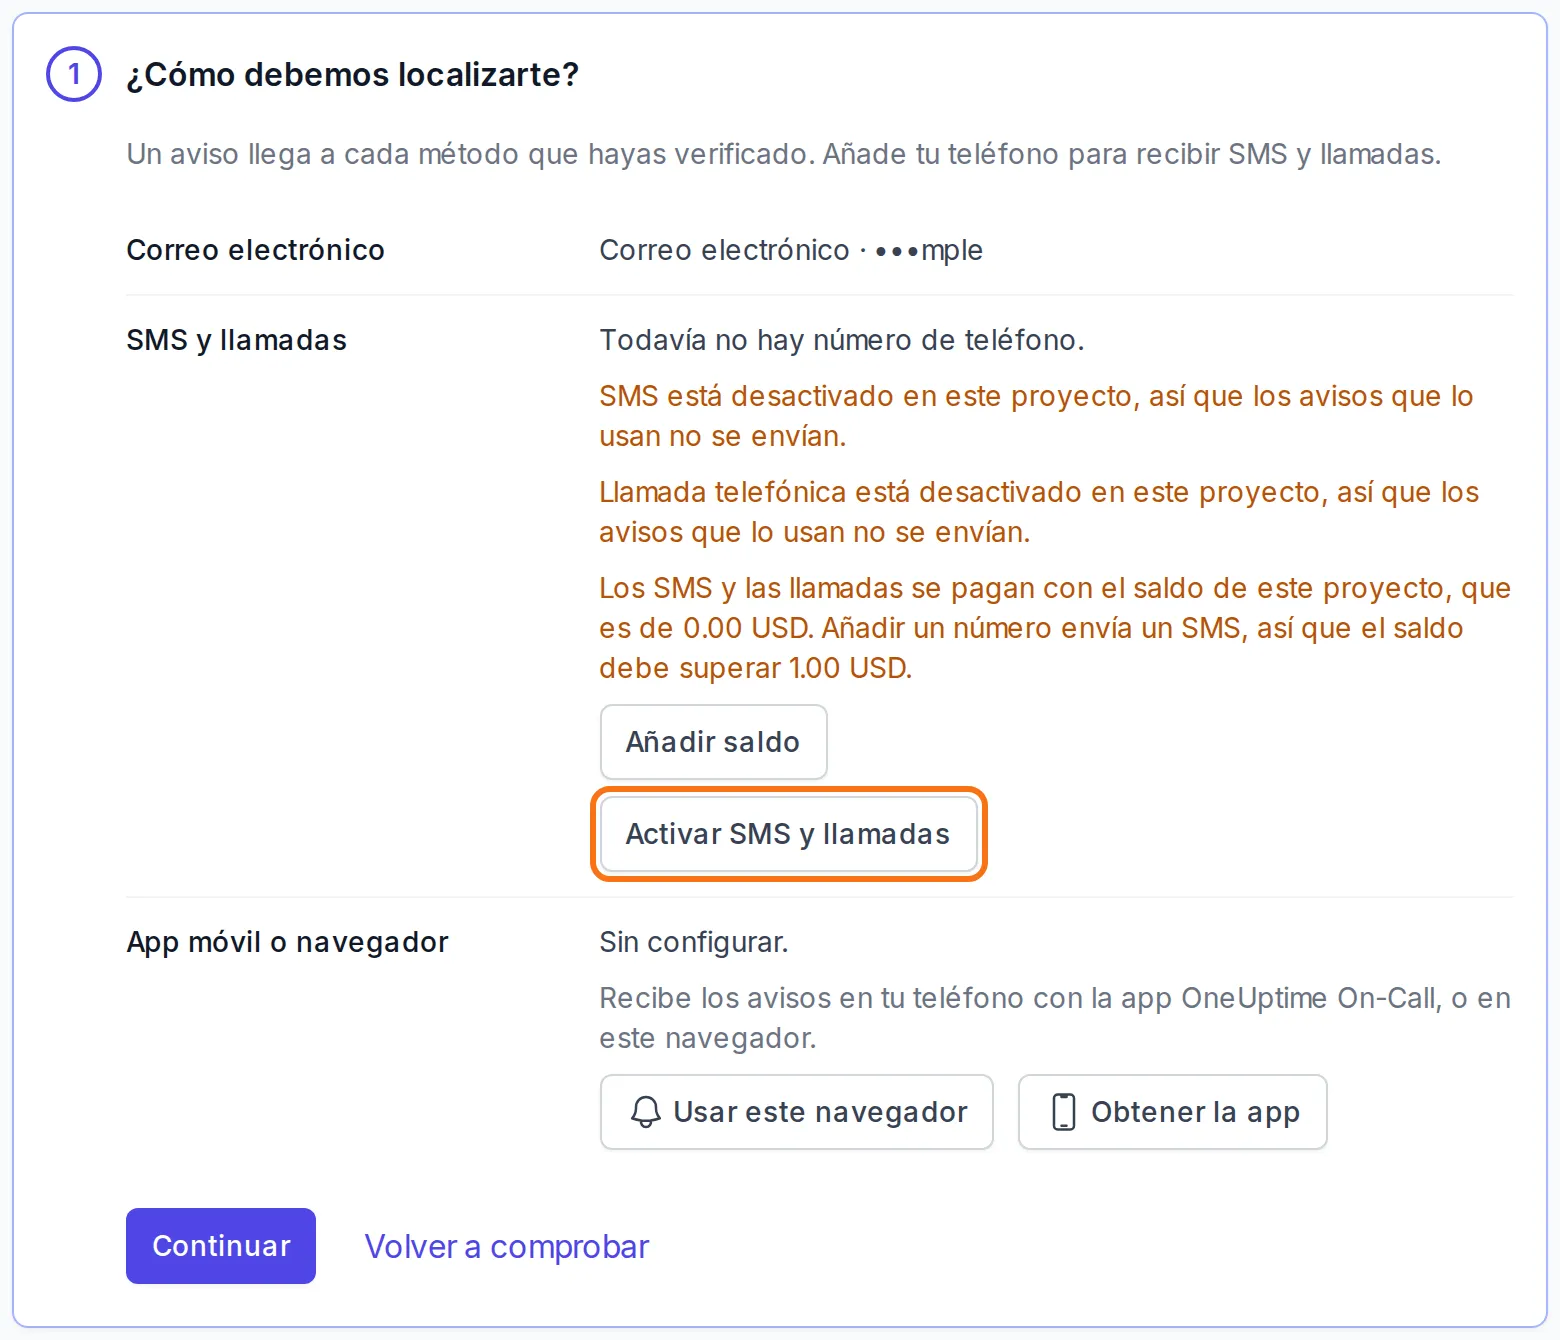 1
¿Cómo debemos localizarte?
Un aviso llega a cada método que hayas verificado. Añade tu teléfono para recibir SMS y llamadas.
Correo electrónico
Correo electrónico · •••mple
SMS y llamadas
Todavía no hay número de teléfono.
SMS está desactivado en este proyecto, así que los avisos que lo
usan no se envían.
Llamada telefónica está desactivado en este proyecto, así que los
avisos que lo usan no se envían.
Los SMS y las llamadas se pagan con el saldo de este proyecto, que
es de 0.00 USD. Añadir un número envía un SMS, así que el saldo
debe superar 1.00 USD.
Añadir saldo
Activar SMS y llamadas
App móvil o navegador
Sin configurar.
Recibe los avisos en tu teléfono con la app OneUptime On-Call, o en
este navegador.
Usar este navegador
Obtener la app
Continuar
Volver a comprobar